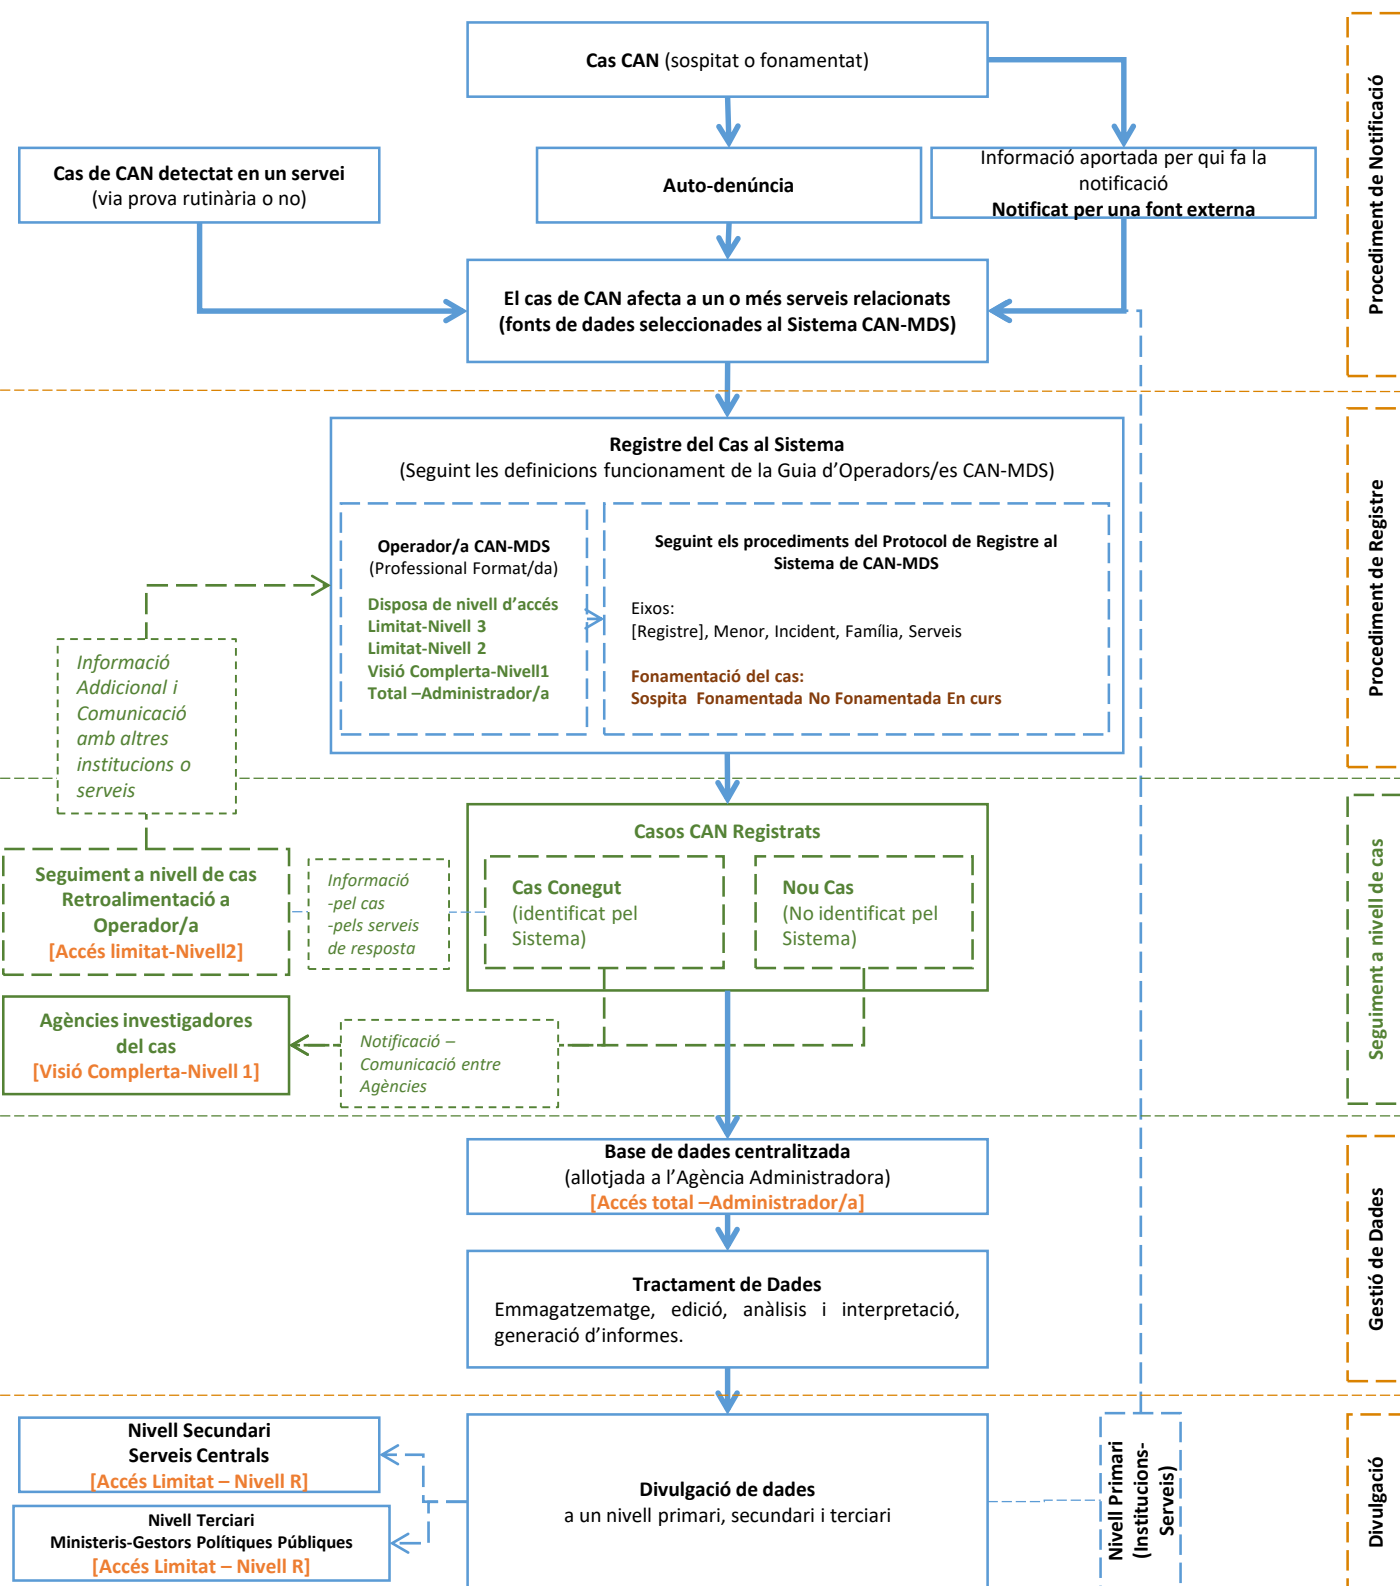 Cas CAN (sospitat o fonamentat)
Procediment de Notificació
Cas de CAN detectat en un servei
(via prova rutinària o no)
Auto-denúncia
Informació aportada per qui fa la
notificació
Notificat per una font externa
El cas de CAN afecta a un o més serveis relacionats
(fonts de dades seleccionades al Sistema CAN-MDS)
Procediment de Registre
Registre del Cas al Sistema
(Seguint les definicions funcionament de la Guia d’Operadors/es CAN-MDS)
Operador/a CAN-MDS
(Professional Format/da)
Disposa de nivell d’accés
Limitat-Nivell 3
Limitat-Nivell 2
Visió Complerta-Nivell1
Total –Administrador/a
Seguint els procediments del Protocol de Registre al
Sistema de CAN-MDS
Eixos:
[Registre], Menor, Incident, Família, Serveis
Fonamentació del cas:
Sospita Fonamentada No Fonamentada En curs
Informació
Addicional i
Comunicació
amb altres
institucions o
serveis
Seguiment a nivell de cas
Casos CAN Registrats
Seguiment a nivell de cas
Retroalimentació a
Operador/a
[Accés limitat-Nivell2]
Informació
-pel cas
-pels serveis
de resposta
Cas Conegut
(identificat pel
Sistema)
Nou Cas
(No identificat pel
Sistema)
Agències investigadores
del cas
[Visió Complerta-Nivell 1]
Notificació –
Comunicació entre
Agències
Gestió de Dades
Base de dades centralitzada
(allotjada a l’Agència Administradora)
[Accés total –Administrador/a]
Tractament de Dades
Emmagatzematge, edició, anàlisis i interpretació,
generació d’informes.
Divulgació
Nivell Secundari
Serveis Centrals
[Accés Limitat – Nivell R]
Nivell Terciari
Ministeris-Gestors Polítiques Públiques
[Accés Limitat – Nivell R]
Divulgació de dades
a un nivell primari, secundari i terciari
Nivell Primari
(Institucions-
Serveis)